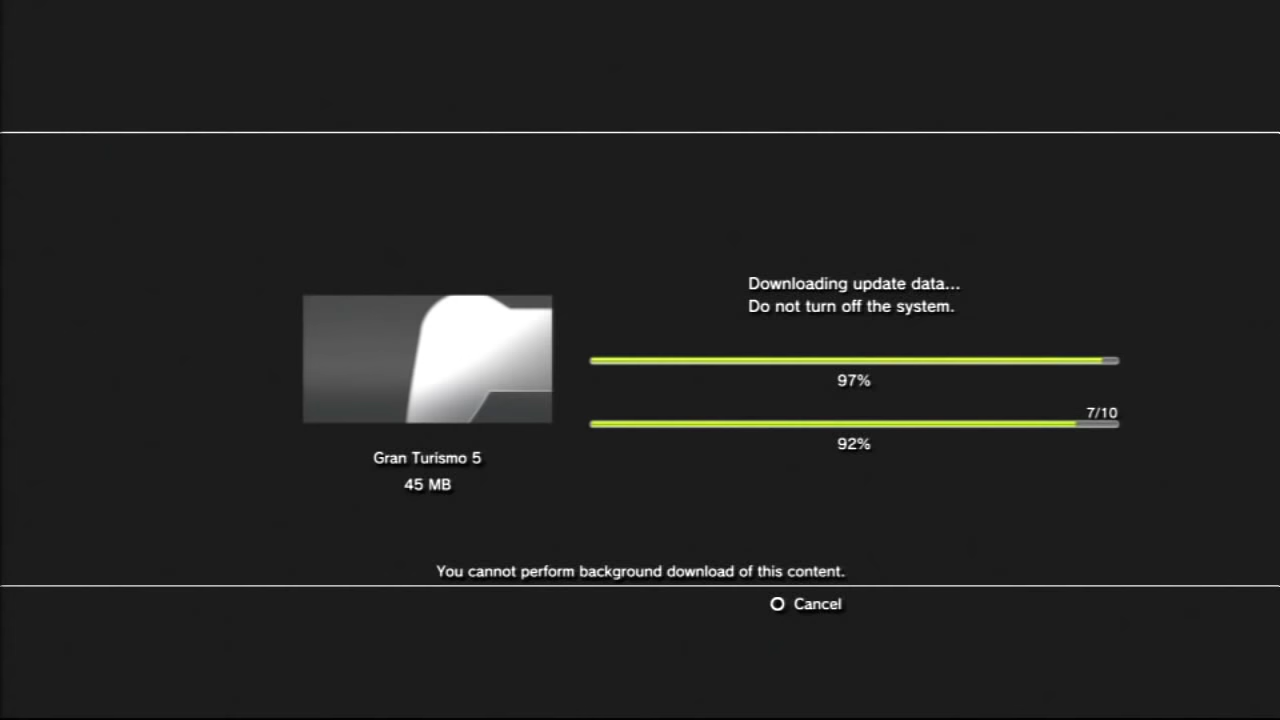 Downloading update data...
Do not turn off the system.
97%
7/10
92%
Gran Turismo 5
45 MB
You cannot perform background download of this content.
Cancel